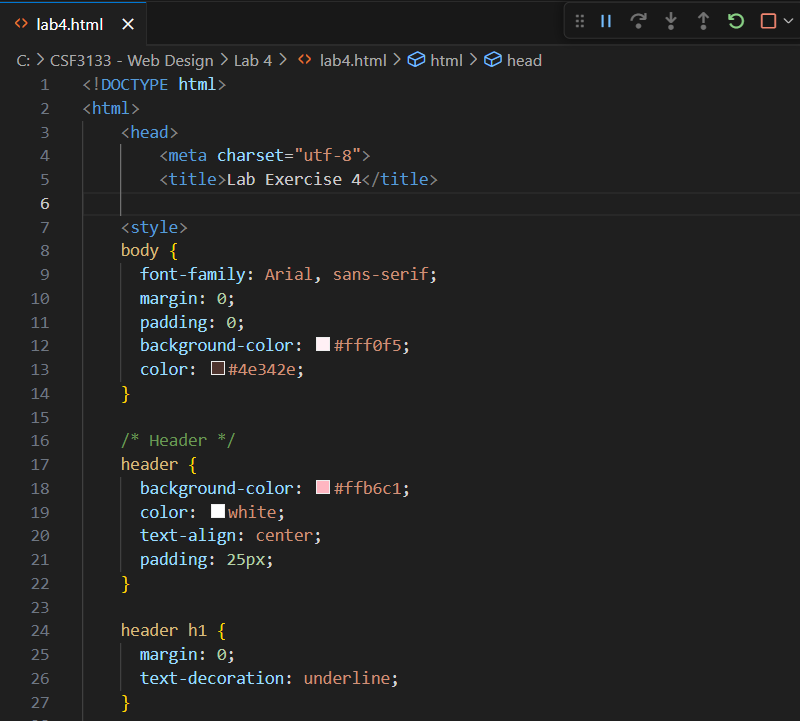 lab4.html
C: > CSF3133 - Web Design > Lab 4 > lab4.html > html > head
1 <!DOCTYPE html>
2 <html>
3 <head>
4 <meta charset="utf-8">
5 <title>Lab Exercise 4</title>
6
7 <style>
8 body {
9 font-family: Arial, sans-serif;
10 margin: 0;
11 padding: 0;
12 background-color: #fff0f5;
13 color: #4e342e;
14 }
15
16 /* Header */
17 header {
18 background-color: #ffb6c1;
19 color: white;
20 text-align: center;
21 padding: 25px;
22 }
23
24 header h1 {
25 margin: 0;
26 text-decoration: underline;
27 }